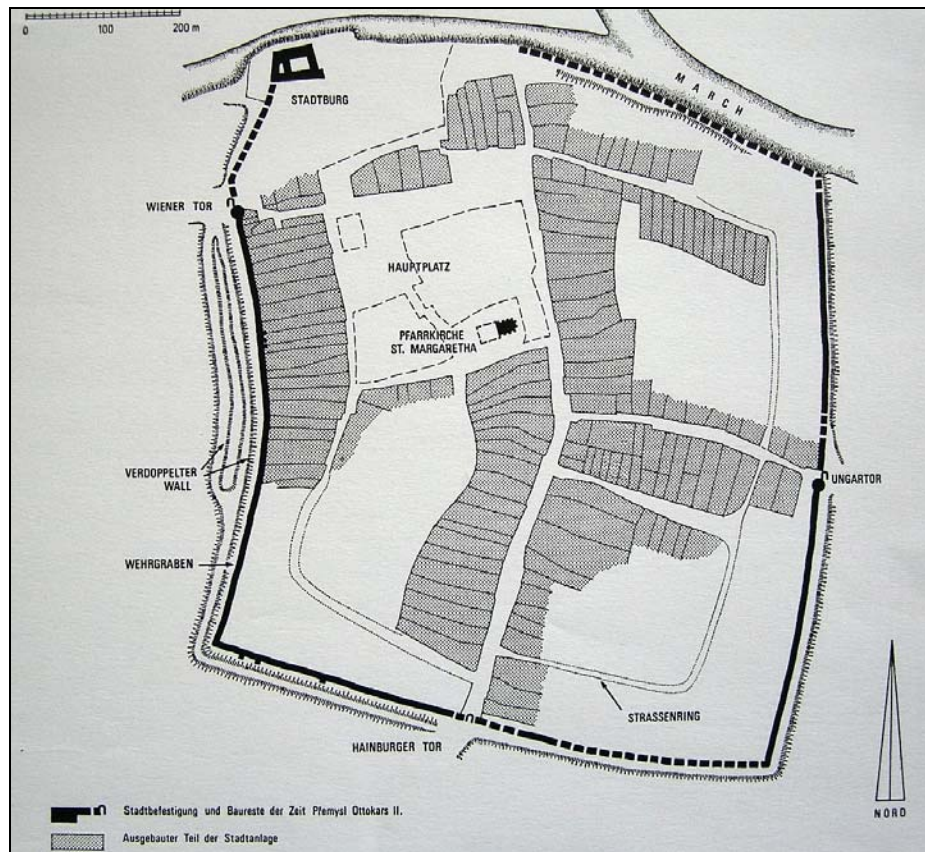 0 100 200 m
STADTBURG
MARCH
WIENER TOR
HAUPTPLATZ
PFARRKIRCHE
ST. MARGARETHA
VERDOPPELTER
WALL
UNGARTOR
WEHRGRABEN
STRASSENRING
HAINBURGER TOR
NORD
Stadtbefestigung und Baureste der Zeit Přemysl Ottokars II.
Ausgebauter Teil der Stadtanlage